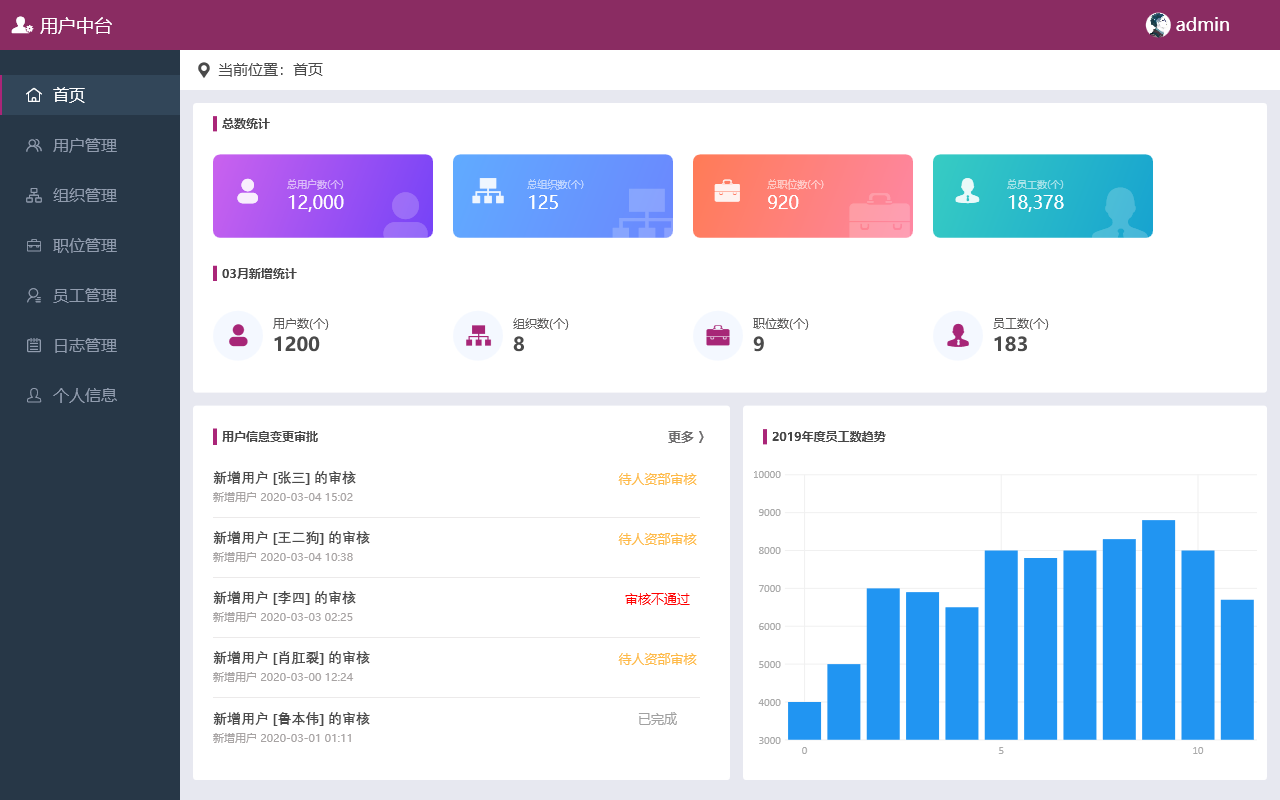 用户中台
admin
当前位置：首页
首页
用户管理
组织管理
职位管理
员工管理
日志管理
个人信息
总数统计
总用户数(个)
12,000
总组织数(个)
125
总职位数(个)
920
总员工数(个)
18,378
03月新增统计
用户数(个)
1200
组织数(个)
8
职位数(个)
9
员工数(个)
183
用户信息变更审批
更多 》
新增用户 [张三] 的审核
待人资部审核
新增用户 2020-03-04 15:02
新增用户 [王二狗] 的审核
待人资部审核
新增用户 2020-03-04 10:38
新增用户 [李四] 的审核
审核不通过
新增用户 2020-03-03 02:25
新增用户 [肖肛裂] 的审核
待人资部审核
新增用户 2020-03-00 12:24
新增用户 [鲁本伟] 的审核
已完成
新增用户 2020-03-01 01:11
2019年度员工数趋势
10000
9000
8000
7000
6000
5000
4000
3000
0 5 10